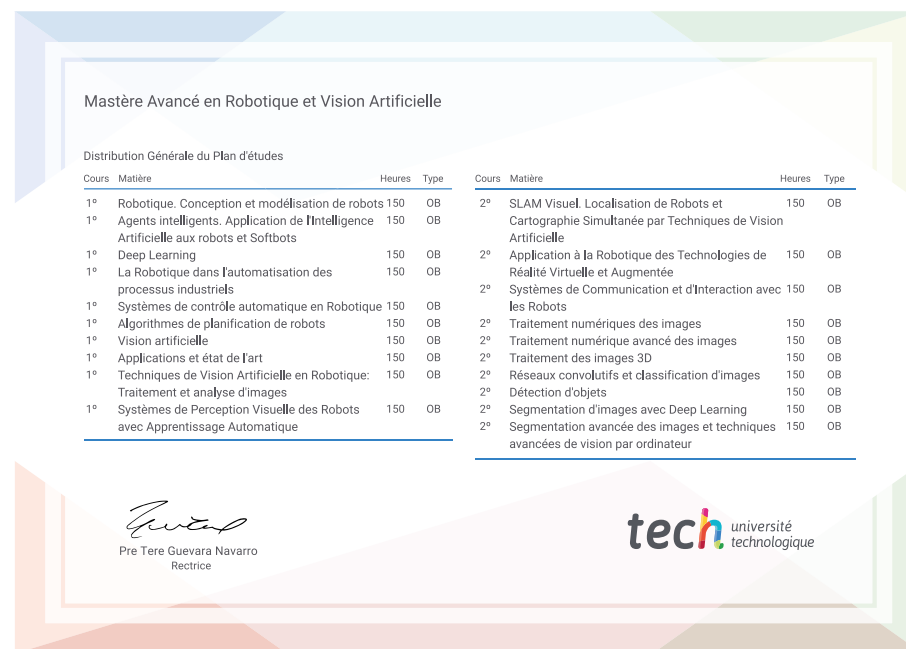 Mastère Avancé en Robotique et Vision Artificielle
Distribution Générale du Plan d'études
Cours Matière Heures Type
1º Robotique. Conception et modélisation de robots 150 OB
1º Agents intelligents. Application de l'Intelligence 150 OB
Artificielle aux robots et Softbots
1º Deep Learning 150 OB
1º La Robotique dans l'automatisation des 150 OB
processus industriels
1º Systèmes de contrôle automatique en Robotique 150 OB
1º Algorithmes de planification de robots 150 OB
1º Vision artificielle 150 OB
1º Applications et état de l'art 150 OB
1º Techniques de Vision Artificielle en Robotique: 150 OB
Traitement et analyse d'images
1º Systèmes de Perception Visuelle des Robots 150 OB
avec Apprentissage Automatique
Cours Matière Heures Type
2º SLAM Visuel. Localisation de Robots et 150 OB
Cartographie Simultanée par Techniques de Vision
Artificielle
2º Application à la Robotique des Technologies de 150 OB
Réalité Virtuelle et Augmentée
2º Systèmes de Communication et d'Interaction avec 150 OB
les Robots
2º Traitement numériques des images 150 OB
2º Traitement numérique avancé des images 150 OB
2º Traitement des images 3D 150 OB
2º Réseaux convolutifs et classification d'images 150 OB
2º Détection d'objets 150 OB
2º Segmentation d'images avec Deep Learning 150 OB
2º Segmentation avancée des images et techniques 150 OB
avancées de vision par ordinateur
Pre Tere Guevara Navarro
Rectrice
tech université
technologique